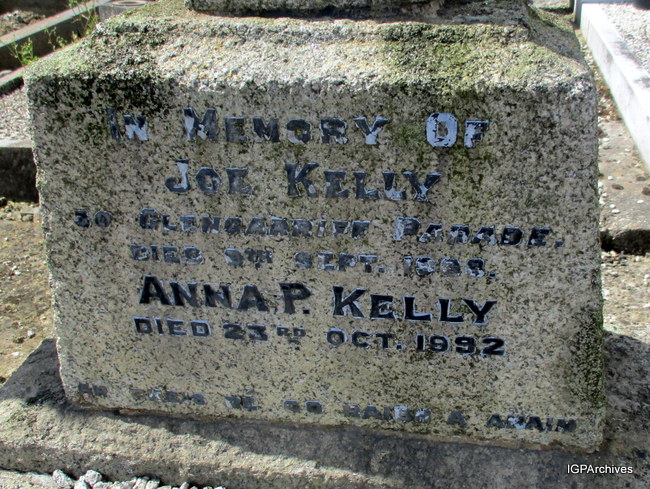 In Memory Of
Joe Kelly
30 Glengarriff Parade.
Died 9th Sept.
Anna P. Kelly
Died 23rd Oct. 1992
again
IGPArchives